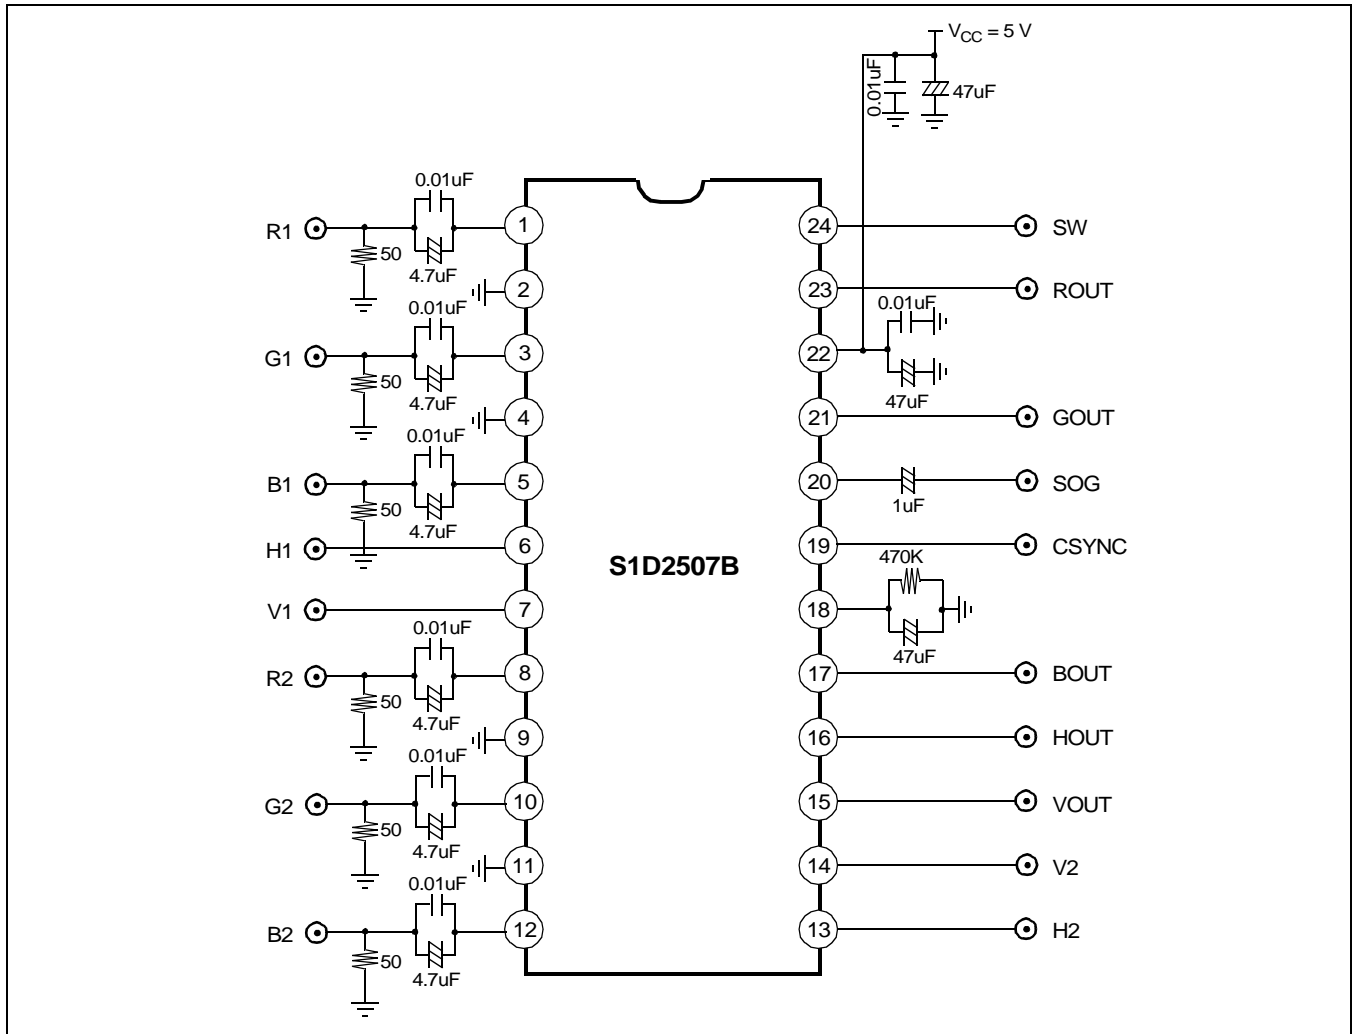 VCC = 5 V
0.01uF
47uF
0.01uF
R1
1
24
SW
50
4.7uF
2
23
ROUT
0.01uF
0.01uF
G1
3
22
50
4.7uF
47uF
4
21
GOUT
0.01uF
B1
5
20
SOG
50
4.7uF
1uF
H1
6
19
CSYNC
S1D2507B
470K
V1
7
18
0.01uF
47uF
R2
8
17
BOUT
50
4.7uF
9
16
HOUT
0.01uF
G2
10
15
VOUT
50
4.7uF
11
14
V2
0.01uF
B2
12
13
H2
50
4.7uF